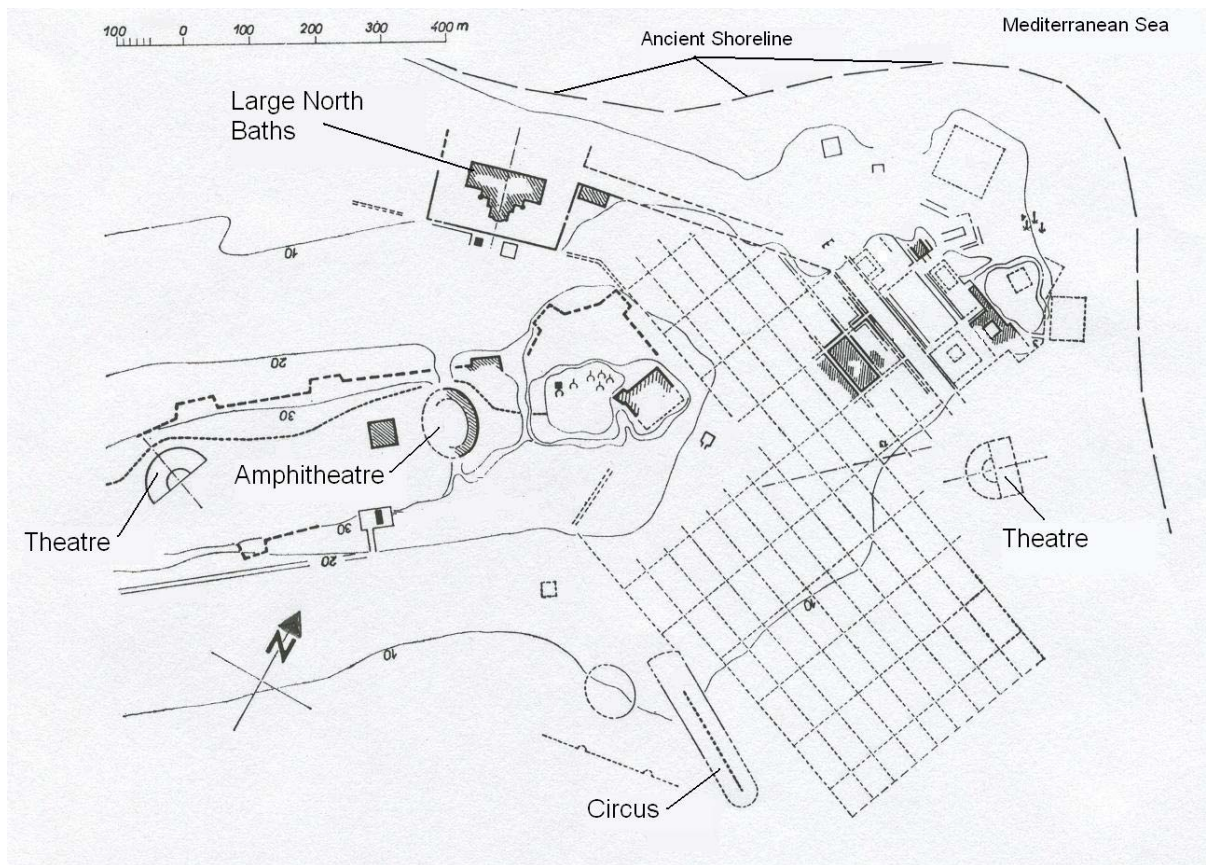 100 0 100 200 300 400 m
Mediterranean Sea
Ancient Shoreline
Large North
Baths
10
20
30
Amphitheatre
Theatre
30
20
Theatre
10
10
N
Circus